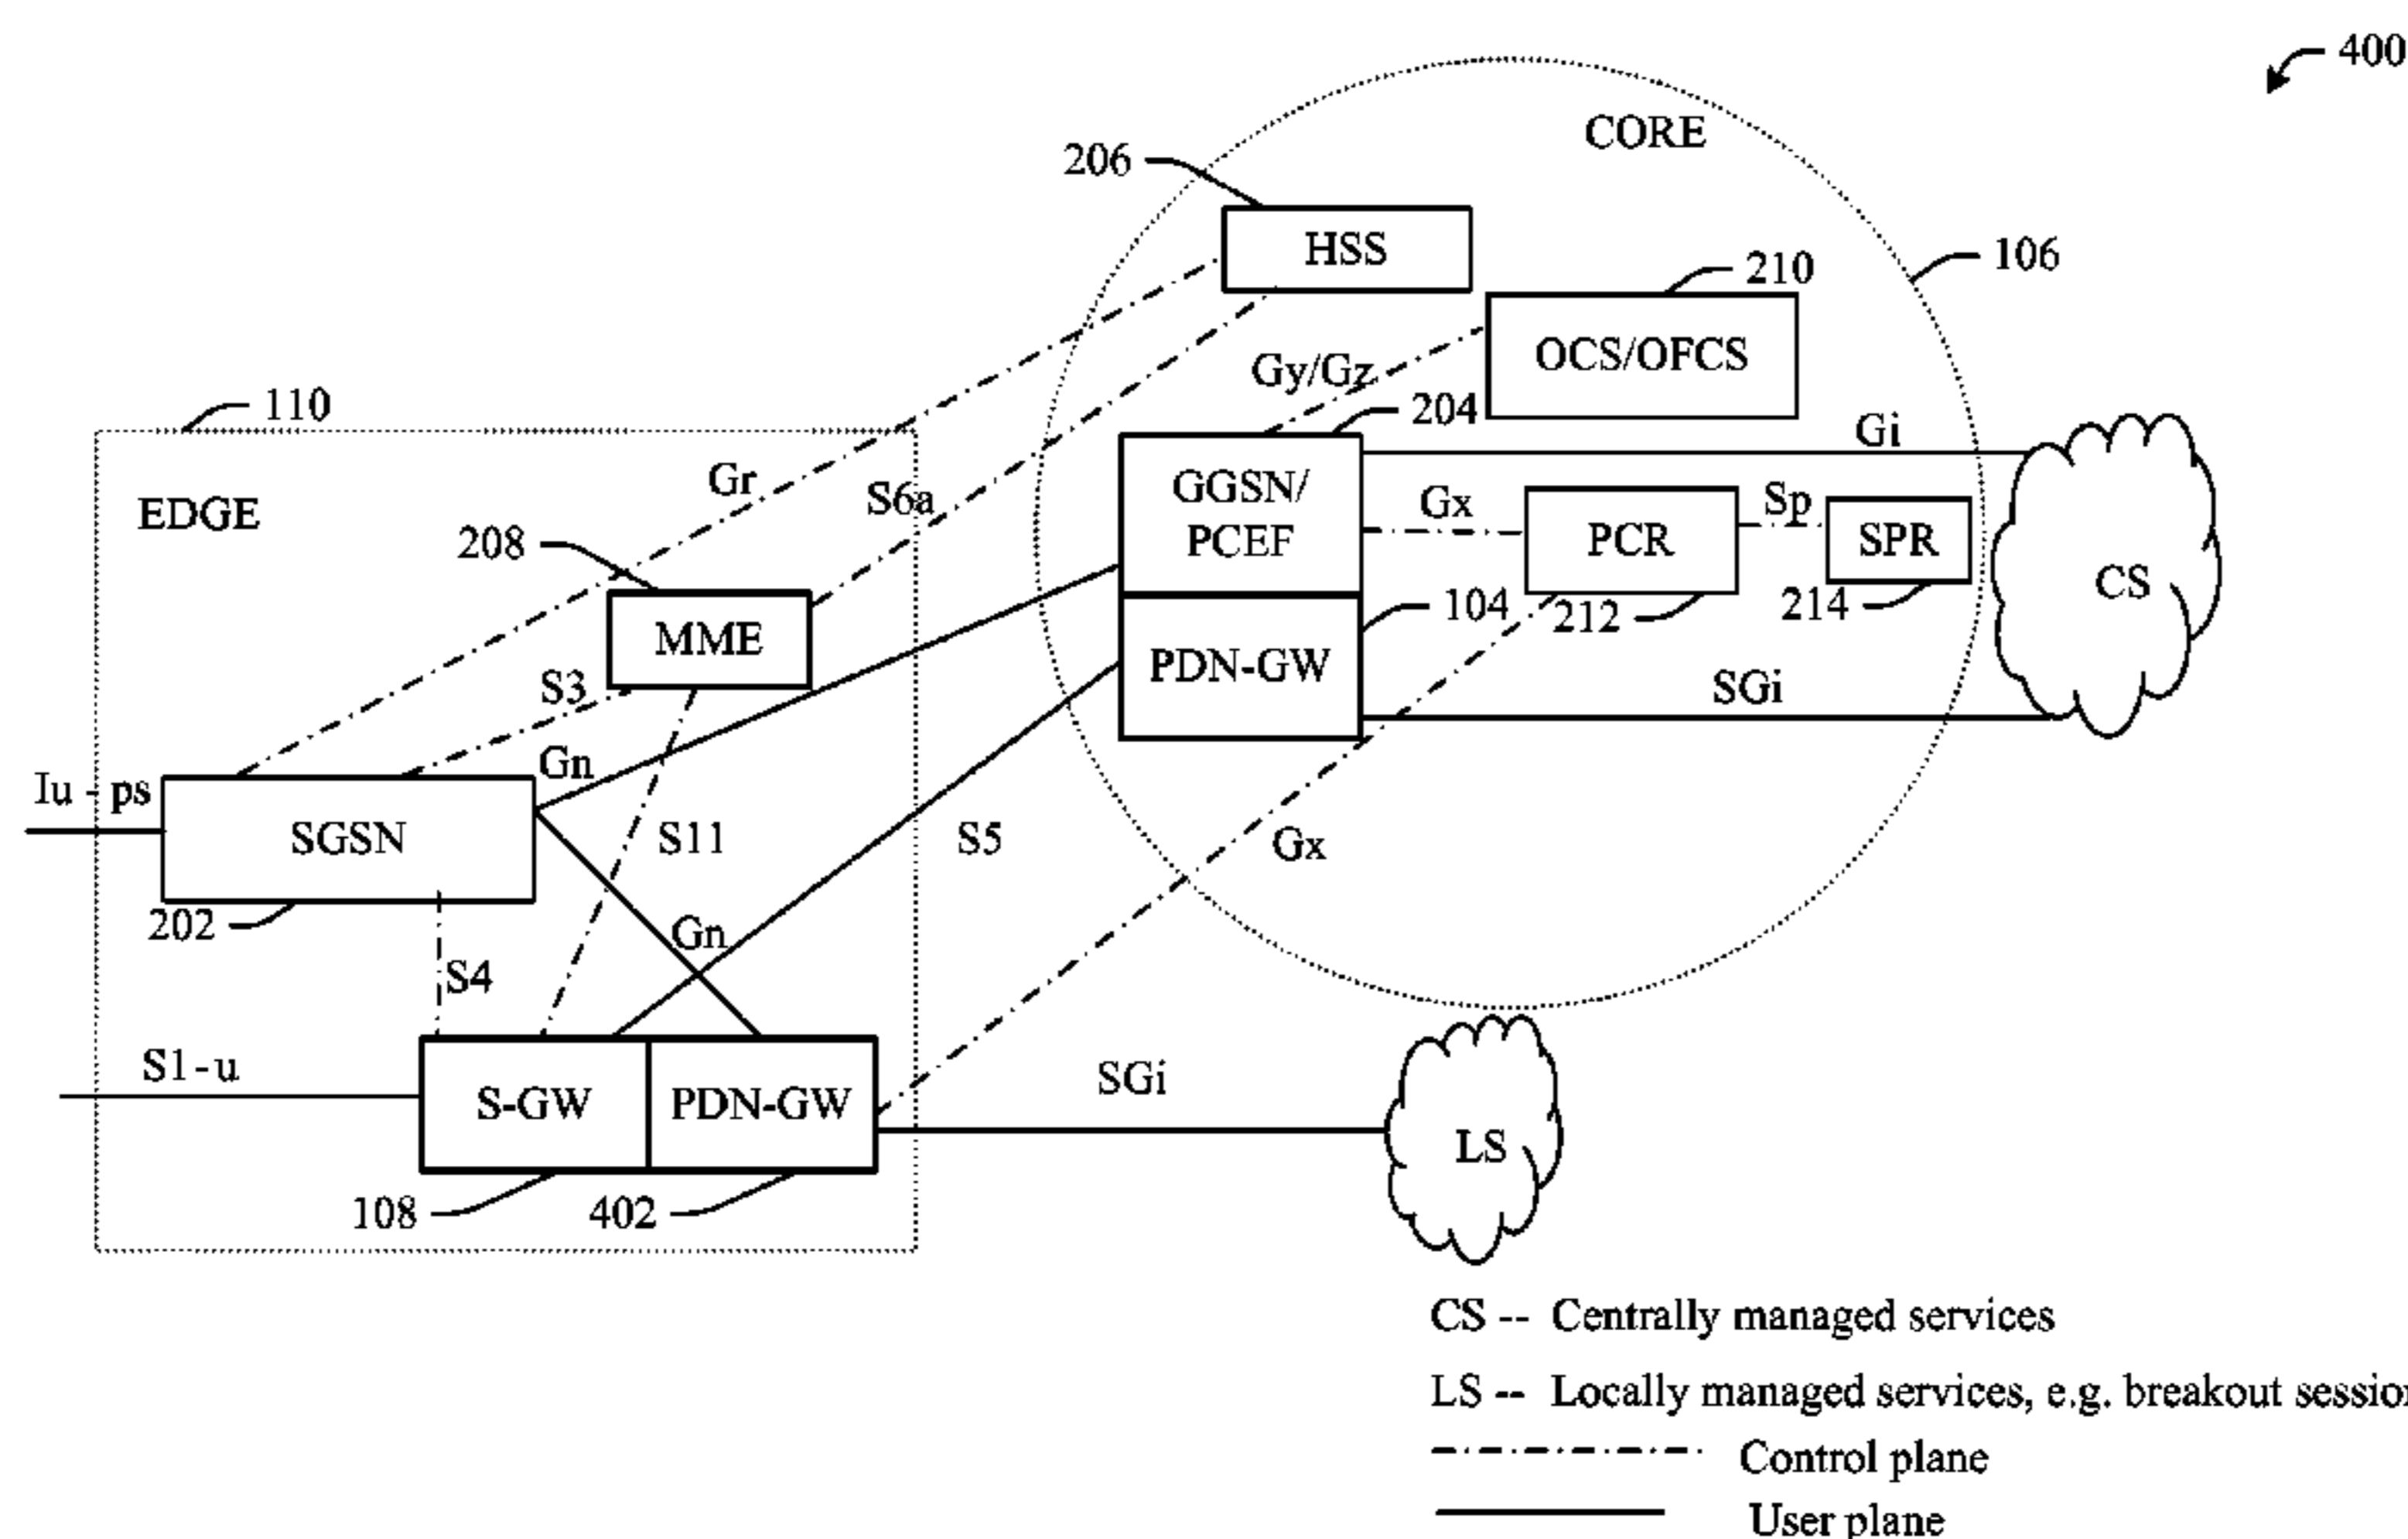 400
CORE
206
HSS
210
106
OCS/OFCS
Gy/Gz
204
110
Gi
EDGE
Gr
S6a
GGSN/
PCEF
Gx
PCR
Sp
SPR
CS
208
MME
104
212
214
PDN-GW
S3
SGi
Gn
Iu - ps
SGSN
S11
S5
Gx
202
Gn
S4
S1-u
S-GW
PDN-GW
SGi
LS
108
402
CS -- Centrally managed services
LS -- Locally managed services, e.g. breakout session
Control plane
User plane